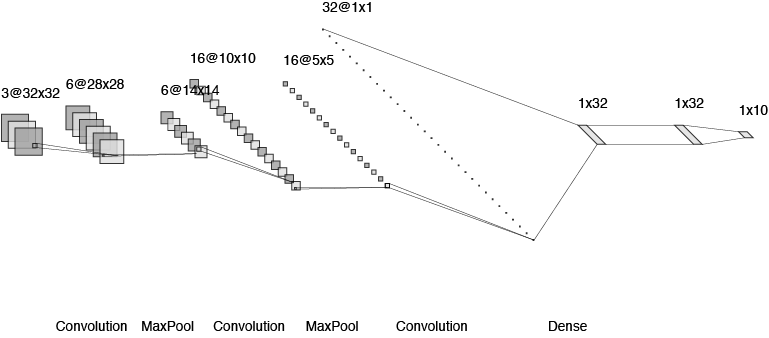 32@1x1
16@10x10
16@5x5
6@28x28
6@14x14
3@32x32
1x32
1x32
1x10
Convolution
MaxPool
Convolution
MaxPool
Convolution
Dense